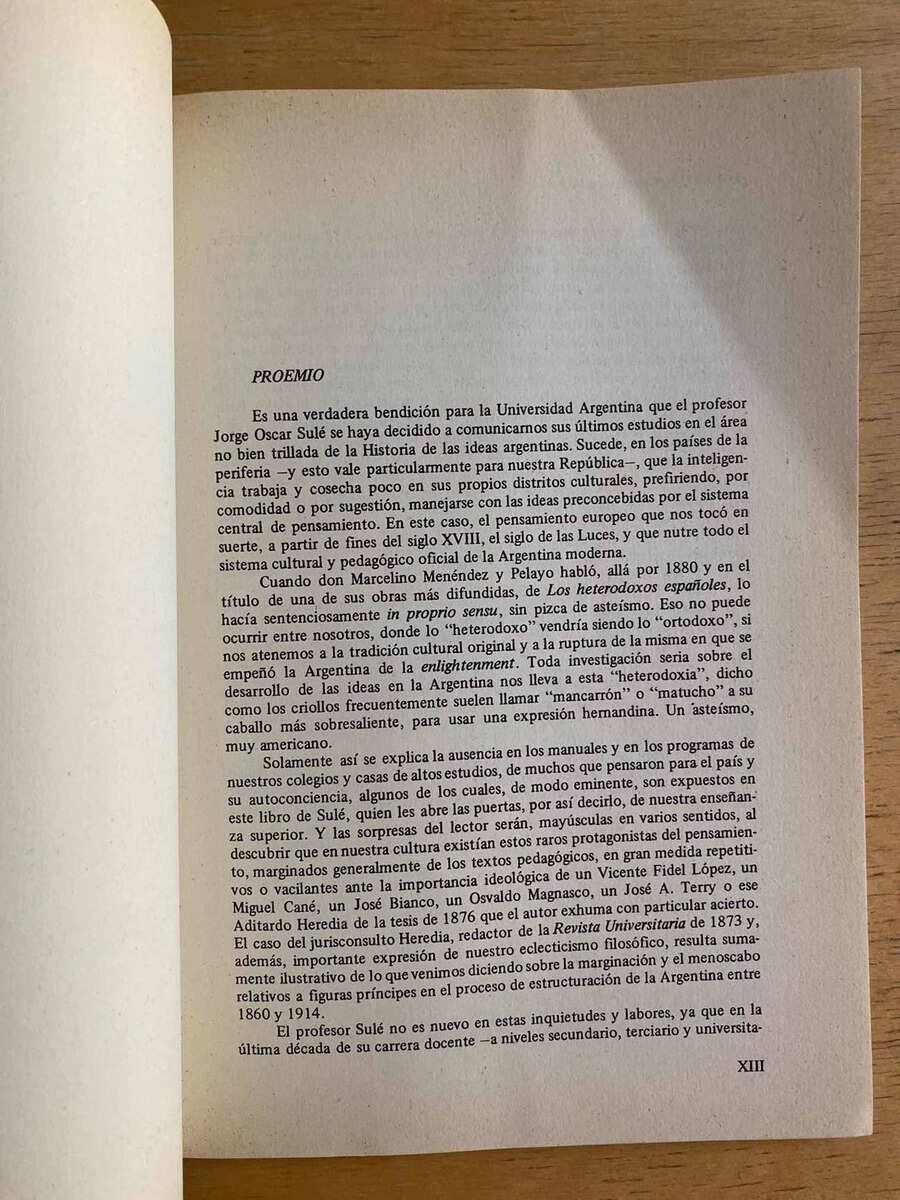 PROEMIO
Es una verdadera bendición para la Universidad Argentina que el profesor
Jorge Oscar Sulé se haya decidido a comunicarnos sus últimos estudios en el área
no bien trillada de la Historia de las ideas argentinas. Sucede, en los países de la
periferia —y esto vale particularmente para nuestra República—, que la inteligen-
cia trabaja y cosecha poco en sus propios distritos culturales, prefiriendo, por
comodidad o por sugestión, manejarse con las ideas preconcebidas por el sistema
central de pensamiento. En este caso, el pensamiento europeo que nos tocó en
suerte, a partir de fines del siglo XVIII, el siglo de las Luces, y que nutre todo el
sistema cultural y pedagógico oficial de la Argentina moderna.
Cuando don Marcelino Menéndez y Pelayo habló, allá por 1880 y en el
título de una de sus obras más difundidas, de Los heterodoxos españoles, lo
hacía sentenciosamente in proprio sensu, sin pizca de asteísmo. Eso no puede
ocurrir entre nosotros, donde lo "heterodoxo" vendría siendo lo "ortodoxo", si
nos atenemos a la tradición cultural original y a la ruptura de la misma en que se
empeñó la Argentina de la enlightenment. Toda investigación seria sobre el
desarrollo de las ideas en la Argentina nos lleva a esta "heterodoxia", dicho
como los criollos frecuentemente suelen llamar "mancarrón" o "matucho" a su
caballo más sobresaliente, para usar una expresión hernandina. Un asteísmo,
muy americano.
Solamente así se explica la ausencia en los manuales y en los programas de
nuestros colegios y casas de altos estudios, de muchos que pensaron para el país y
su autoconciencia, algunos de los cuales, de modo eminente, son expuestos en
este libro de Sulé, quien les abre las puertas, por así decirlo, de nuestra enseñan-
za superior. Y las sorpresas del lector serán, mayúsculas en varios sentidos, al
descubrir que en nuestra cultura existían estos raros protagonistas del pensamien-
to, marginados generalmente de los textos pedagógicos, en gran medida repetiti-
vos o vacilantes ante la importancia ideológica de un Vicente Fidel López, un
Miguel Cané, un José Bianco, un Osvaldo Magnasco, un José A. Terry o ese
Aditardo Heredia de la tesis de 1876 que el autor exhuma con particular acierto.
El caso del jurisconsulto Heredia, redactor de la Revista Universitaria de 1873 y,
además, importante expresión de nuestro eclecticismo filosófico, resulta suma-
mente ilustrativo de lo que venimos diciendo sobre la marginación y el menoscabo
relativos a figuras príncipes en el proceso de estructuración de la Argentina entre
1860 y 1914.
El profesor Sulé no es nuevo en estas inquietudes y labores, ya que en la
última década de su carrera docente —a niveles secundario, terciario y universita-
XIII